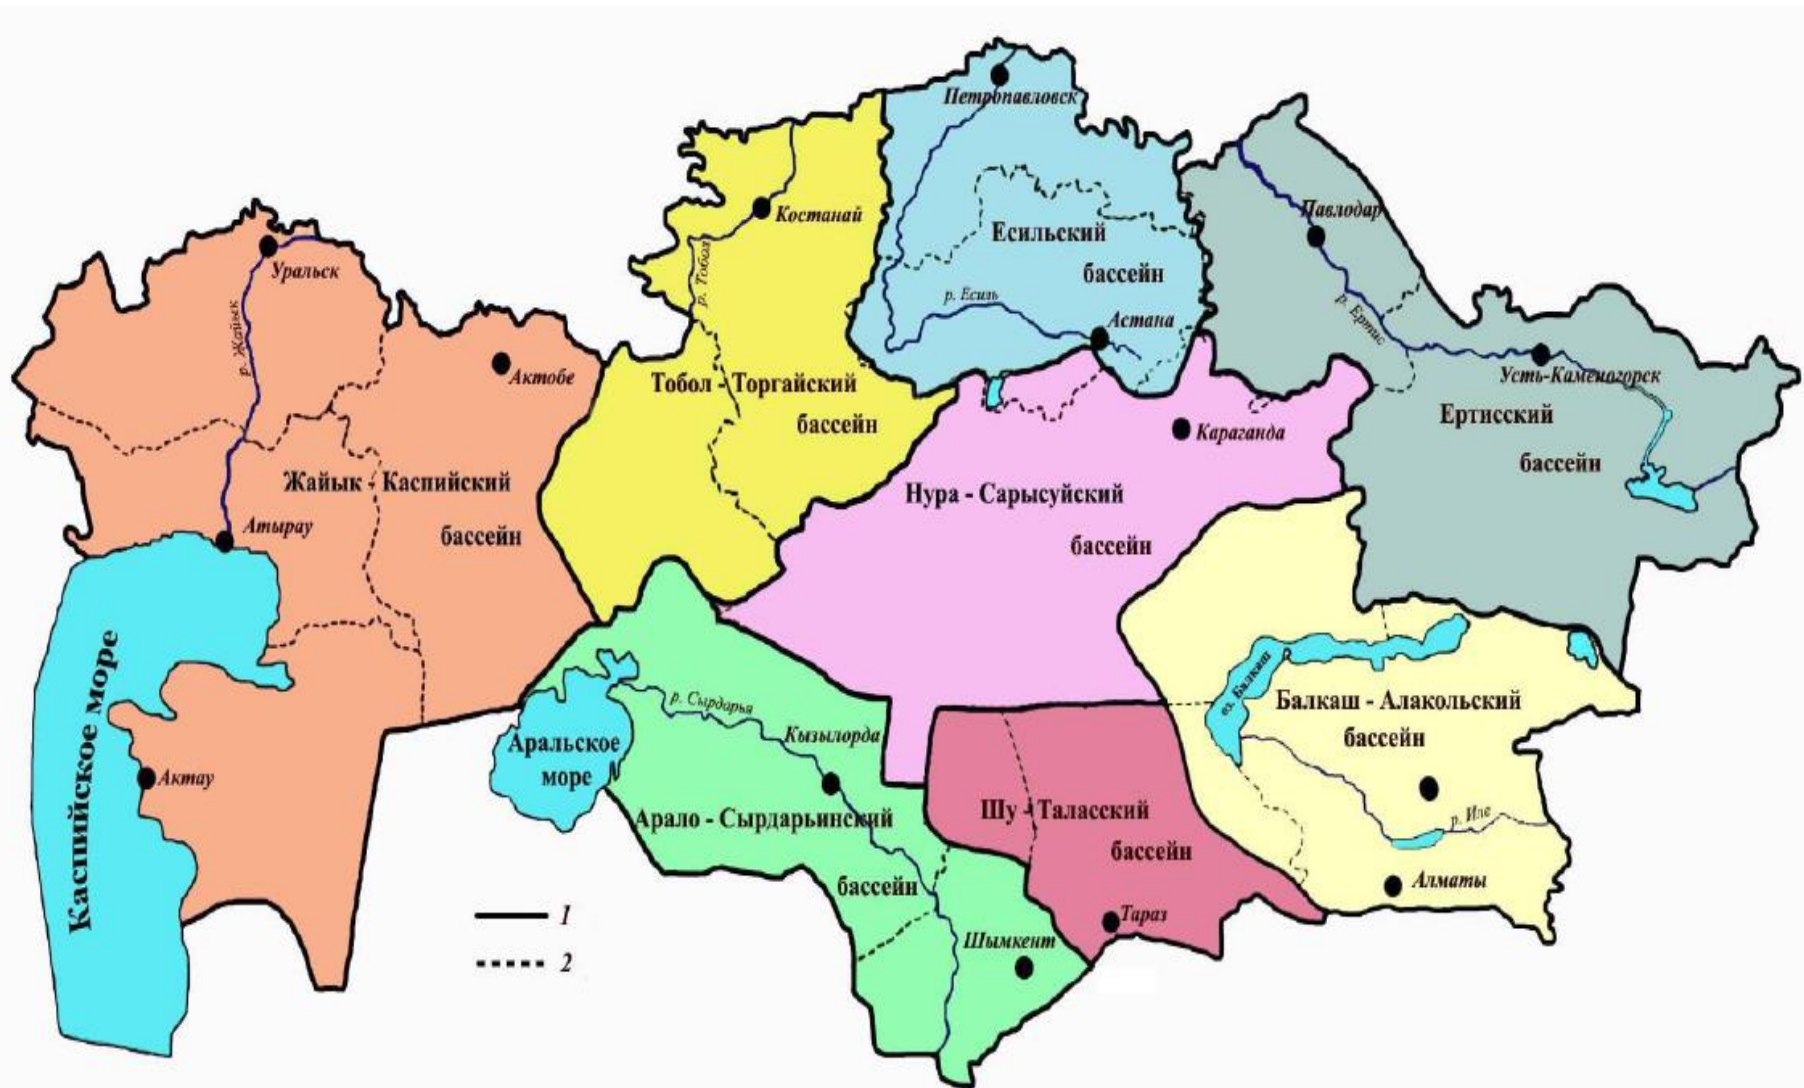 Петропавловск
Костанай
р. Тобол
Есильский
бассейн
р. Есиль
Астана
Павлодар
р. Ертис
Усть-Каменогорск
Ертисский
бассейн
Уральск
р. Жайык
Актобе
Тобол - Торгайский
бассейн
Караганда
Жайык - Каспийский
бассейн
Атырау
Нура - Сарысуйский
бассейн
Каспийское море
Актау
Аральское
море
р. Сырдарья
Кызылорда
Арало - Сырдарьинский
бассейн
Шымкент
Шу - Таласский
бассейн
Тараз
оз. Балкаш
Балкаш - Алакольский
бассейн
р. Иле
Алматы
1
2